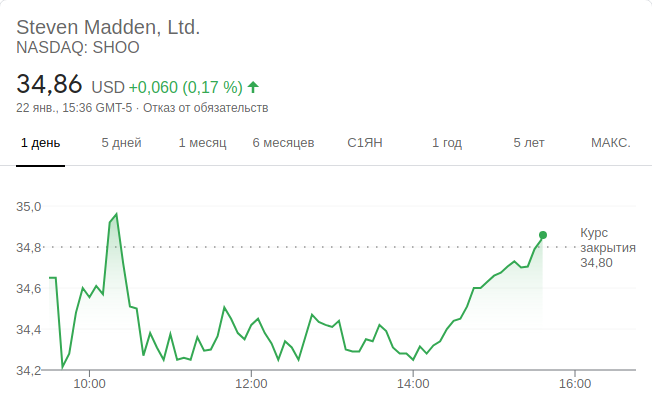 Steven Madden, Ltd.
NASDAQ: SHOO
34,86 USD +0,060 (0,17 %)
22 янв., 15:36 GMT-5 · Отказ от обязательств
1 день 5 дней 1 месяц 6 месяцев С1ЯН 1 год 5 лет МАКС.
35,0
34,8
34,6
34,4
34,2
Курс
закрытия
34,80
10:00 12:00 14:00 16:00